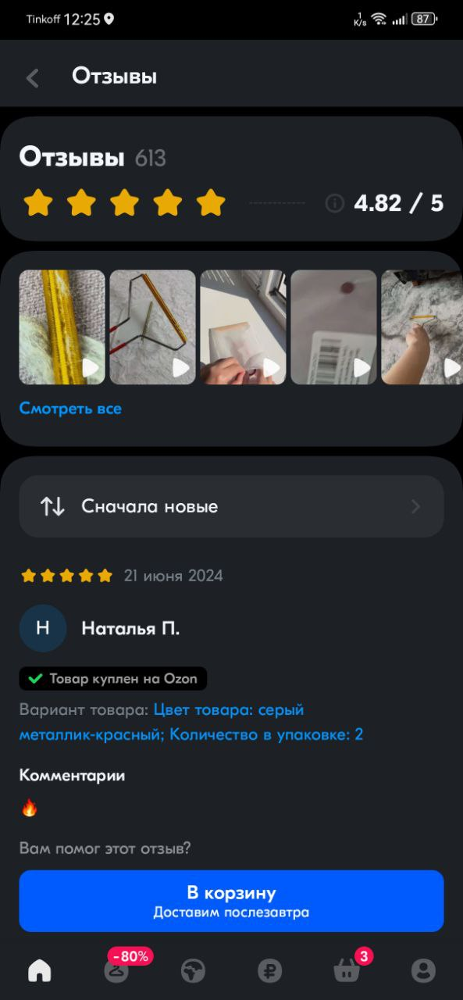 Tinkoff 12:25
1 K/s 87
Отзывы
Отзывы 613
4.82 / 5
Смотреть все
Сначала новые
21 июня 2024
Н Наталья П.
Товар куплен на Ozon
Вариант товара: Цвет товара: серый
металлик-красный; Количество в упаковке: 2
Комментарии
🔥
Вам помог этот отзыв?
В корзину
Доставим послезавтра
-80% 3